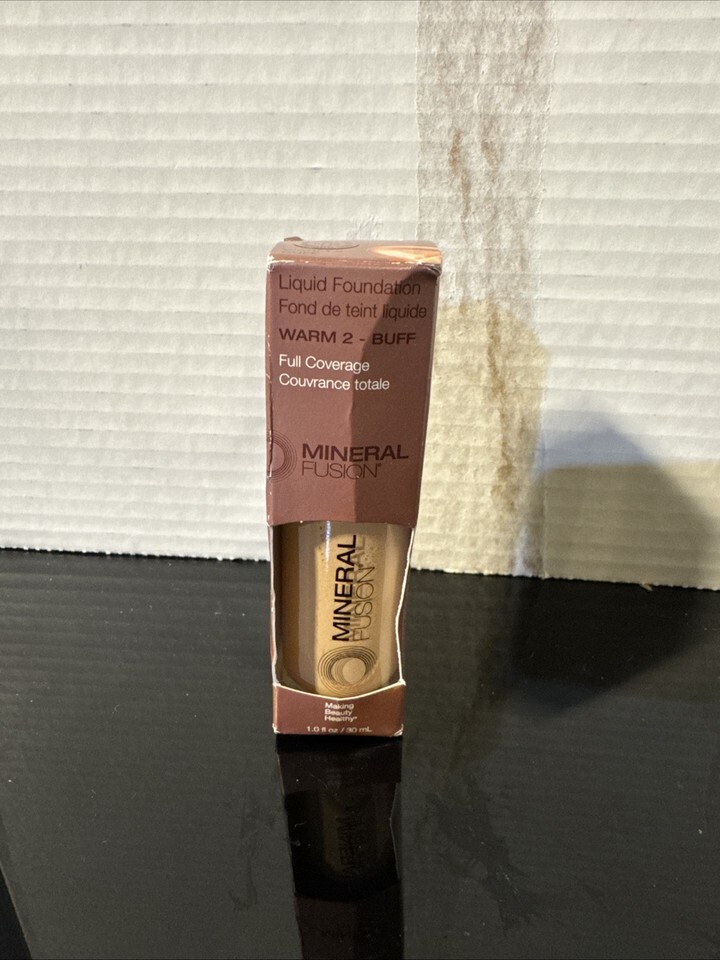 Liquid Foundation
Fond de teint liquide
WARM 2 - BUFF
Full Coverage
Couvrance totale
MINERAL
FUSION®
MINERAL
FUSION®
Making
Beauty
Healthy®
1.0 fl oz / 30 mL